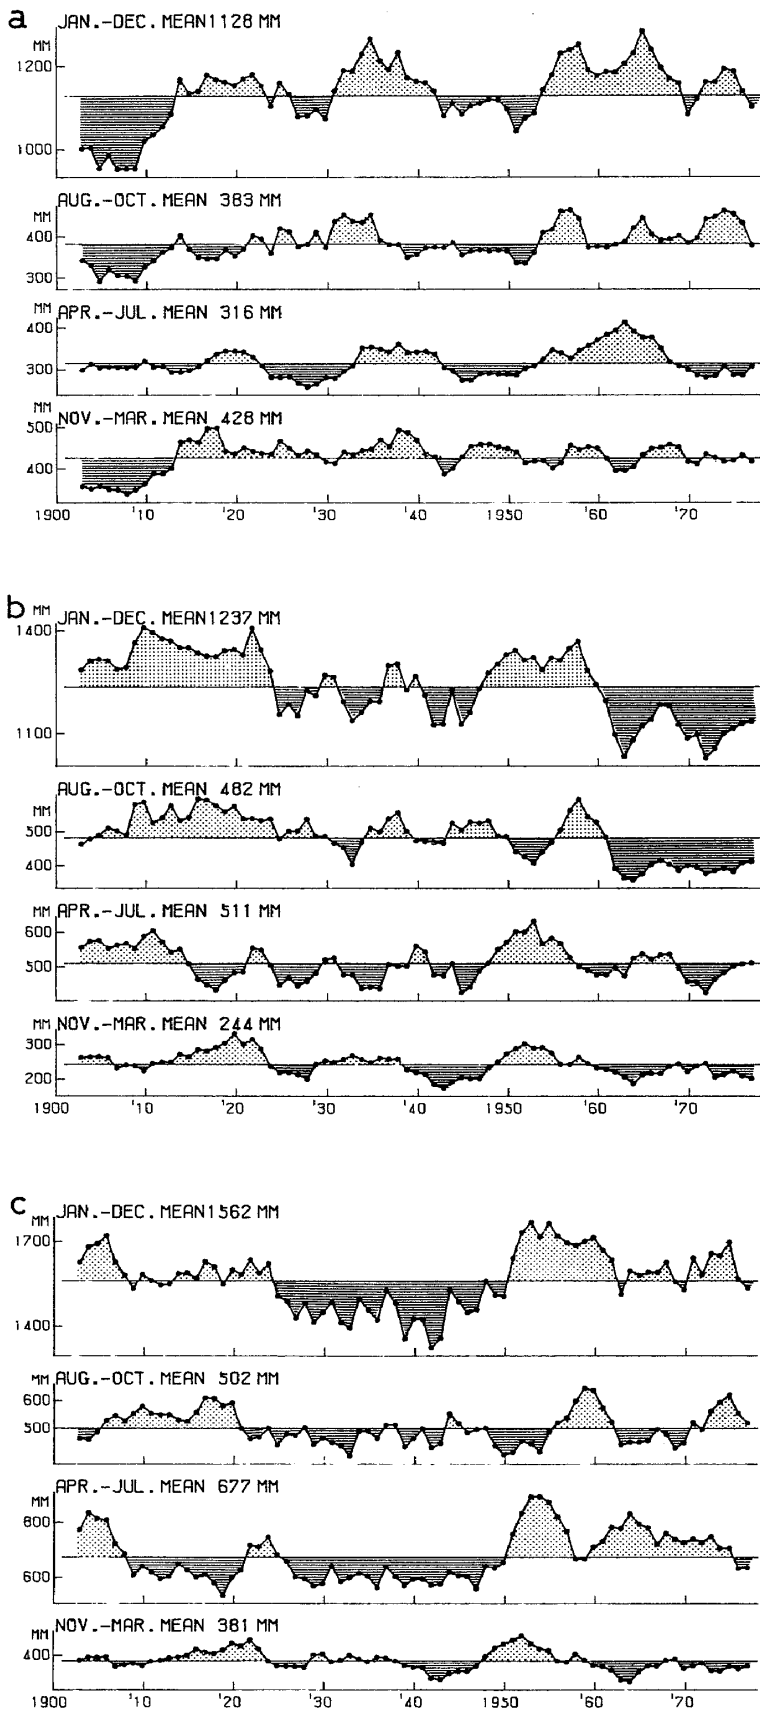 a
JAN.-DEC. MEAN 1128 MM
MM
1200
1000
AUG.-OCT. MEAN 383 MM
MM
400
300
APR.-JUL. MEAN 316 MM
MM
400
300
NOV.-MAR. MEAN 428 MM
MM
500
400
1900 '10 '20 '30 '40 1950 '60 '70
b
JAN.-DEC. MEAN 1237 MM
MM
1400
1100
AUG.-OCT. MEAN 482 MM
MM
500
400
APR.-JUL. MEAN 511 MM
MM
600
500
NOV.-MAR. MEAN 244 MM
MM
300
200
1900 '10 '20 '30 '40 1950 '60 '70
c
JAN.-DEC. MEAN 1562 MM
MM
1700
1400
AUG.-OCT. MEAN 502 MM
MM
600
500
APR.-JUL. MEAN 677 MM
MM
800
600
NOV.-MAR. MEAN 381 MM
MM
400
1900 '10 '20 '30 '40 1950 '60 '70